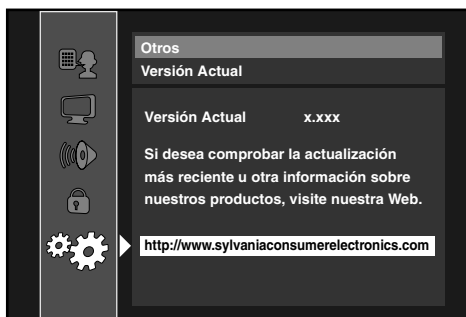 Otros
Versión Actual
Versión Actual x.xxx
Si desea comprobar la actualización
más reciente u otra información sobre
nuestros productos, visite nuestra Web.
http://www.sylvaniaconsumerelectronics.com